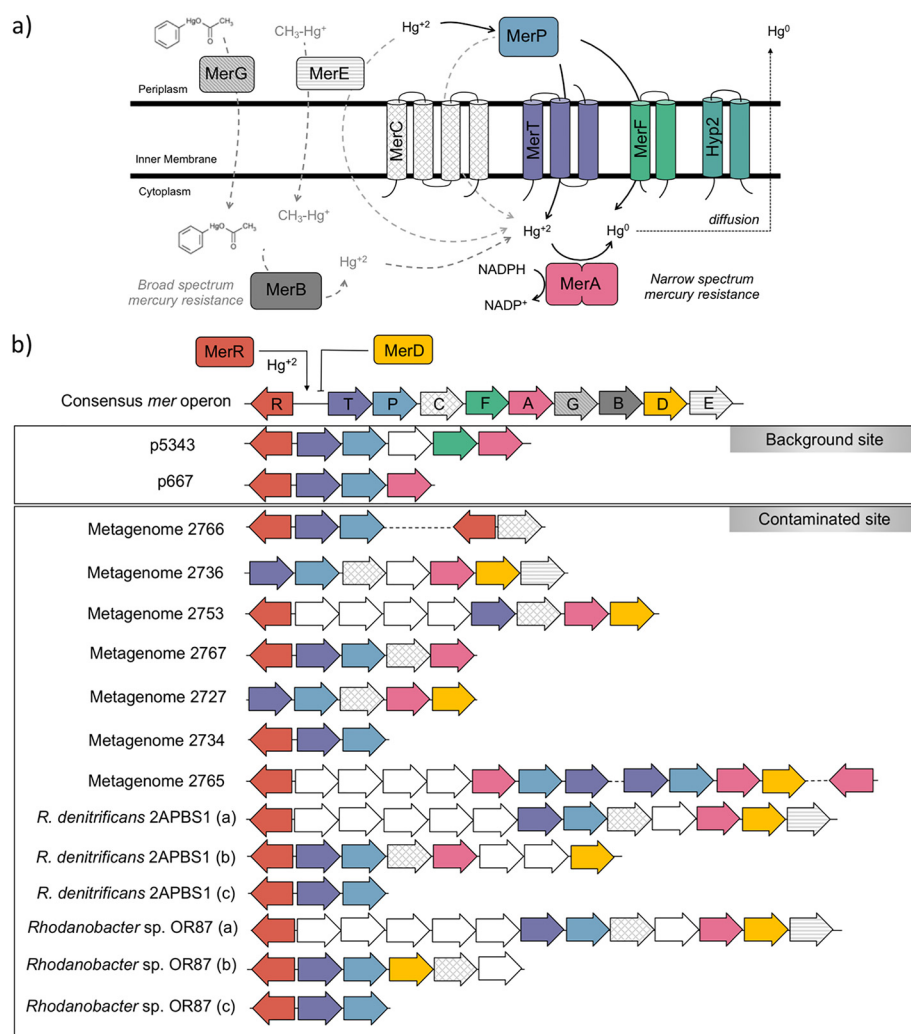 a)
HgO
CH3
O
CH3-Hg+
Hg+2
MerP
Hg0
MerG
MerE
Periplasm
MerC
MerT
MerF
Hyp2
Inner Membrane
Cytoplasm
CH3-Hg+
HgO
CH3
O
Hg+2
Hg0
diffusion
Broad spectrum
mercury resistance
MerB
Hg+2
NADPH
NADP+
MerA
Narrow spectrum
mercury resistance
b)
MerR
MerD
Hg+2
Consensus mer operon
R T P C F A G B D E
Background site
p5343
p667
Contaminated site
Metagenome 2766
Metagenome 2736
Metagenome 2753
Metagenome 2767
Metagenome 2727
Metagenome 2734
Metagenome 2765
R. denitrificans 2APBS1 (a)
R. denitrificans 2APBS1 (b)
R. denitrificans 2APBS1 (c)
Rhodanobacter sp. OR87 (a)
Rhodanobacter sp. OR87 (b)
Rhodanobacter sp. OR87 (c)